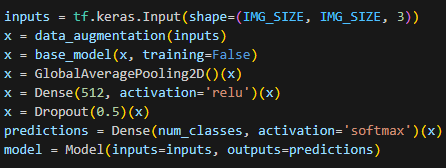 inputs = tf.keras.Input(shape=(IMG_SIZE, IMG_SIZE, 3))
x = data_augmentation(inputs)
x = base_model(x, training=False)
x = GlobalAveragePooling2D()(x)
x = Dense(512, activation='relu')(x)
x = Dropout(0.5)(x)
predictions = Dense(num_classes, activation='softmax')(x)
model = Model(inputs=inputs, outputs=predictions)